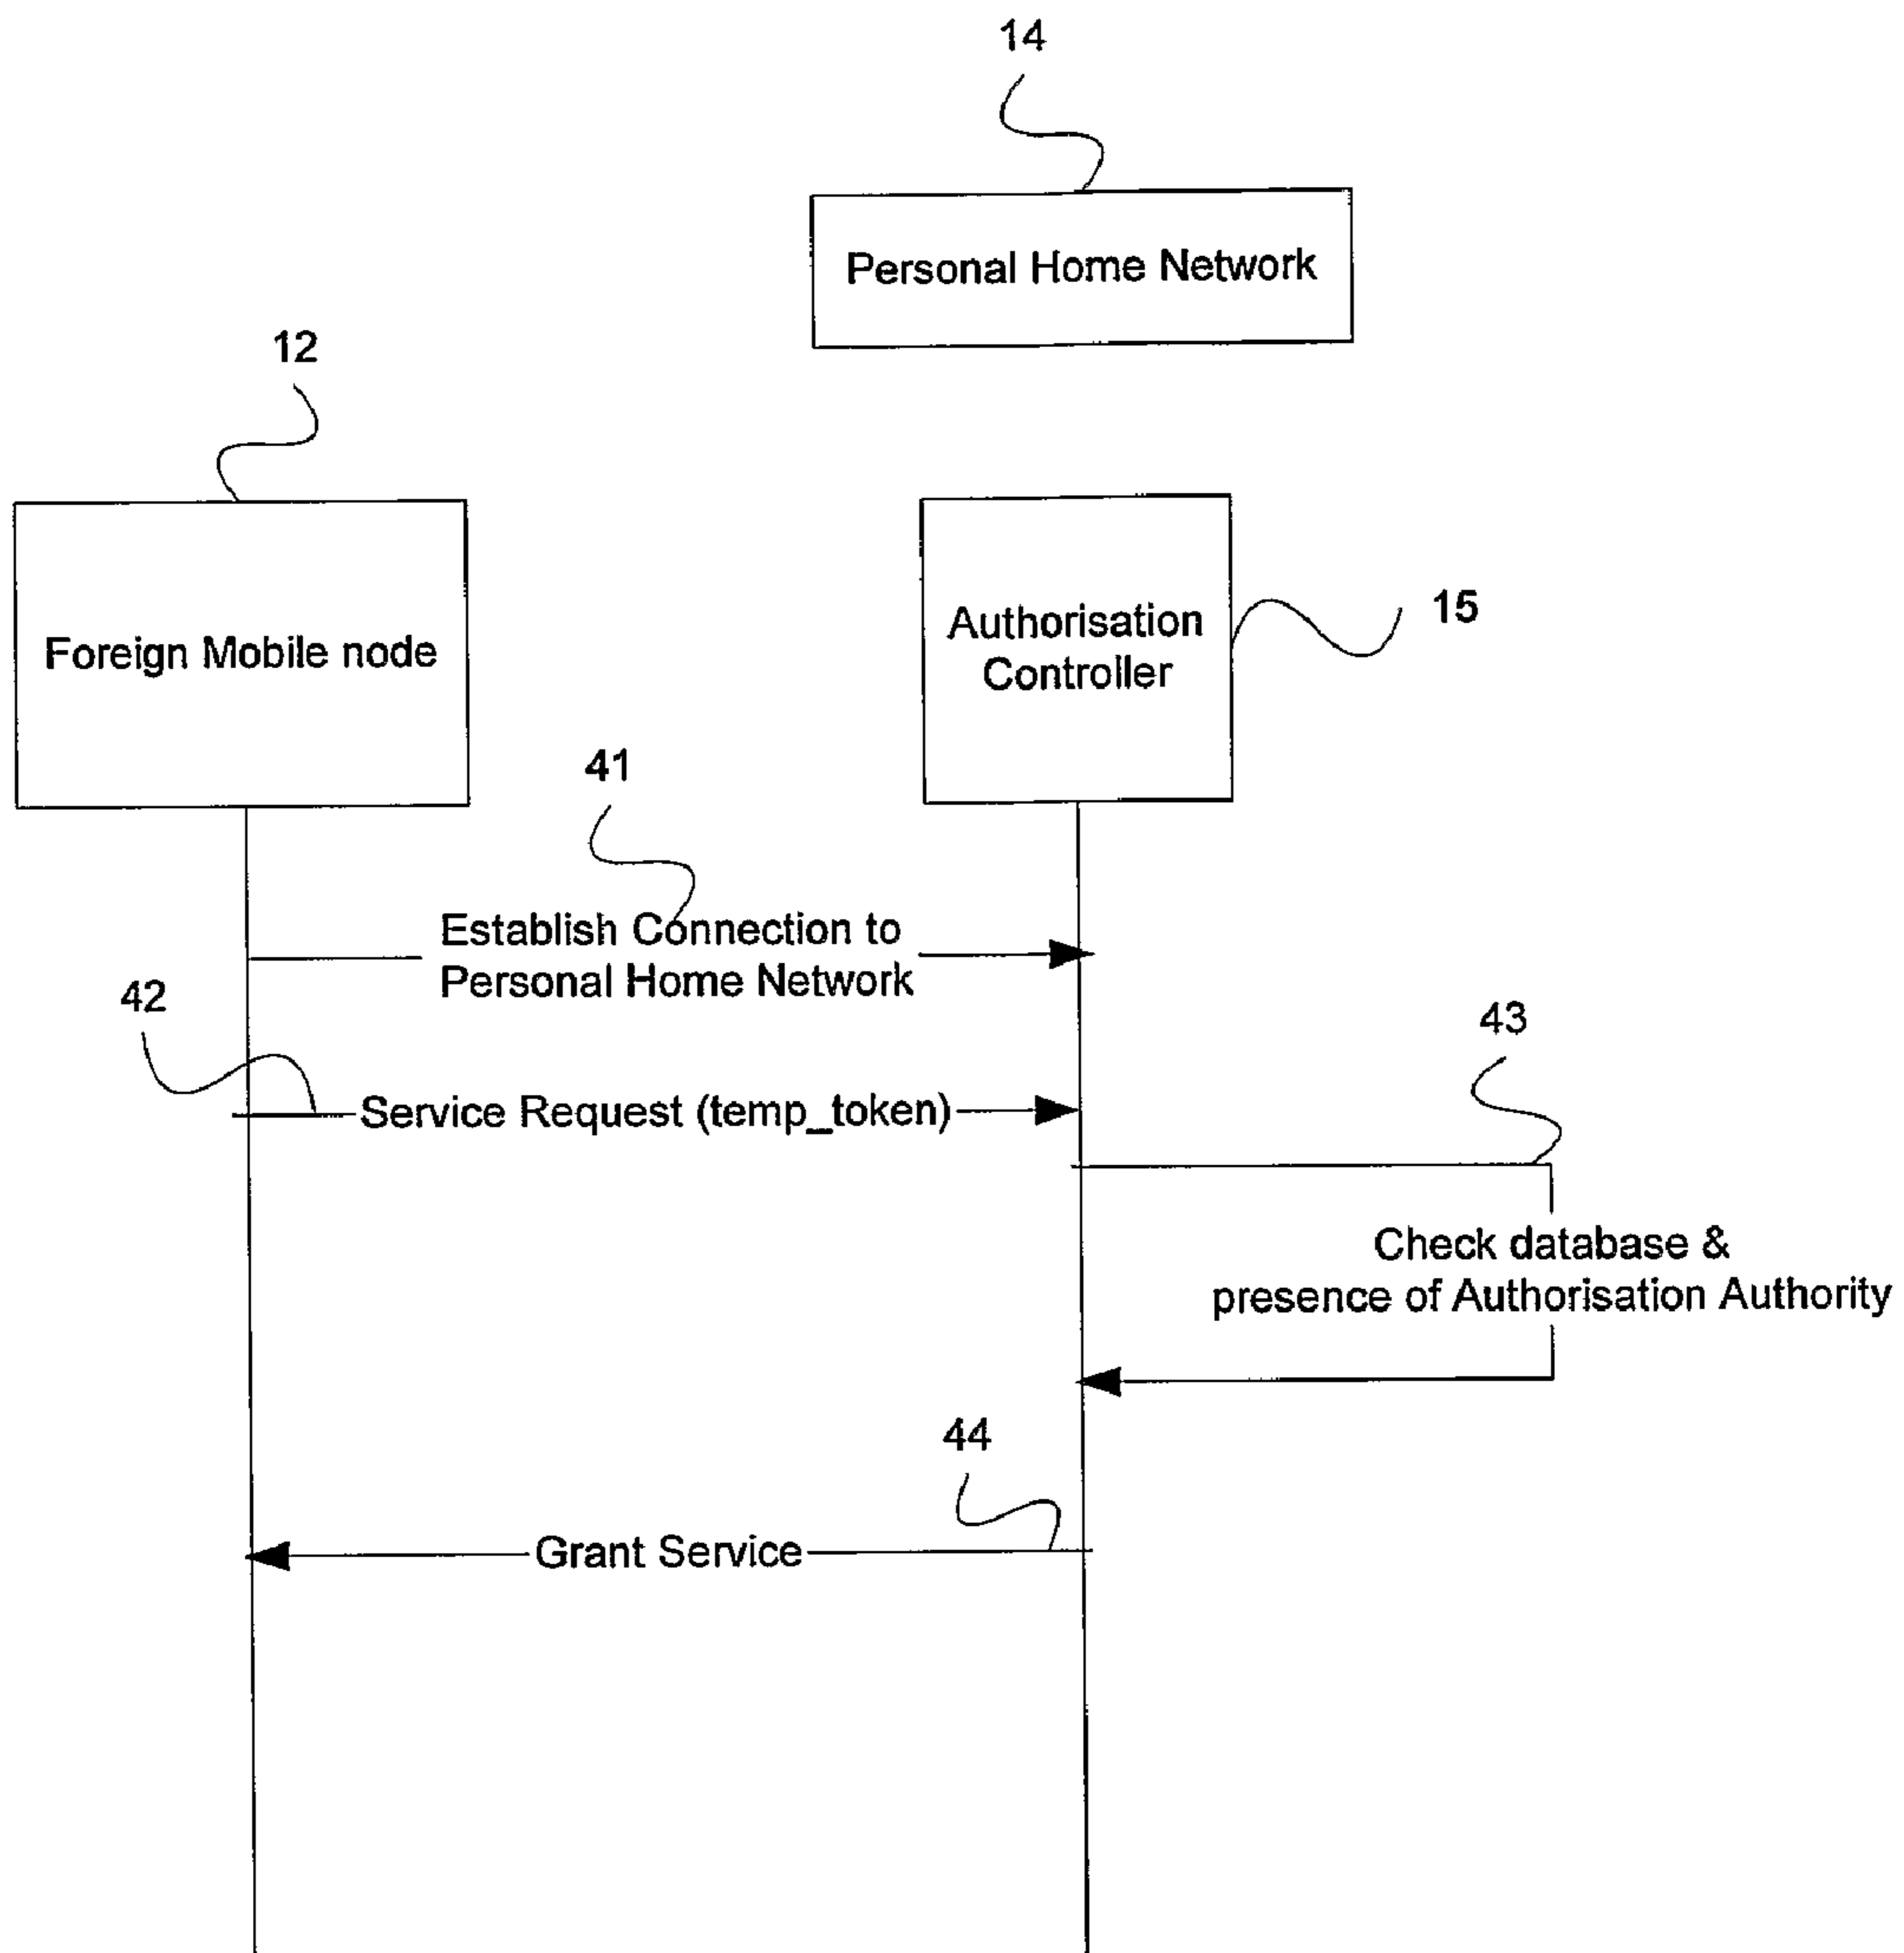 14
Personal Home Network
12
Foreign Mobile node
Authorisation
Controller
15
41
Establish Connection to
Personal Home Network
42
43
Service Request (temp_token)
Check database &
presence of Authorisation Authority
44
Grant Service